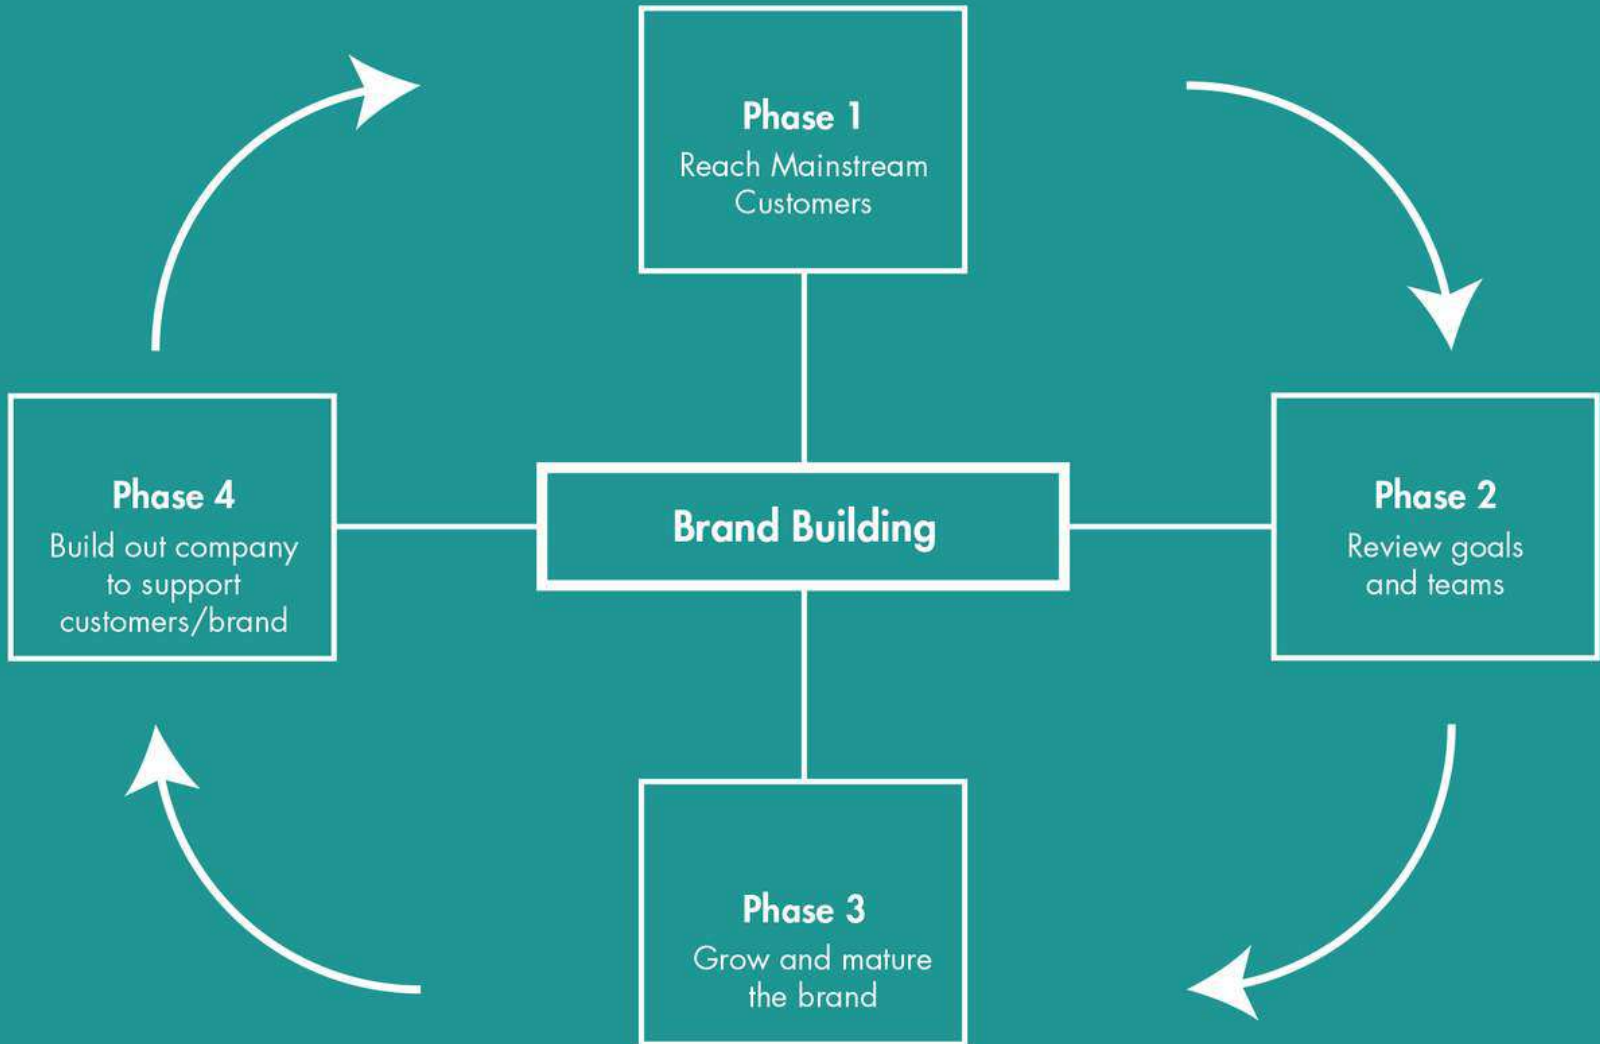 Phase 1
Reach Mainstream
Customers
Phase 4
Build out company
to support
customers/brand
Brand Building
Phase 2
Review goals
and teams
Phase 3
Grow and mature
the brand